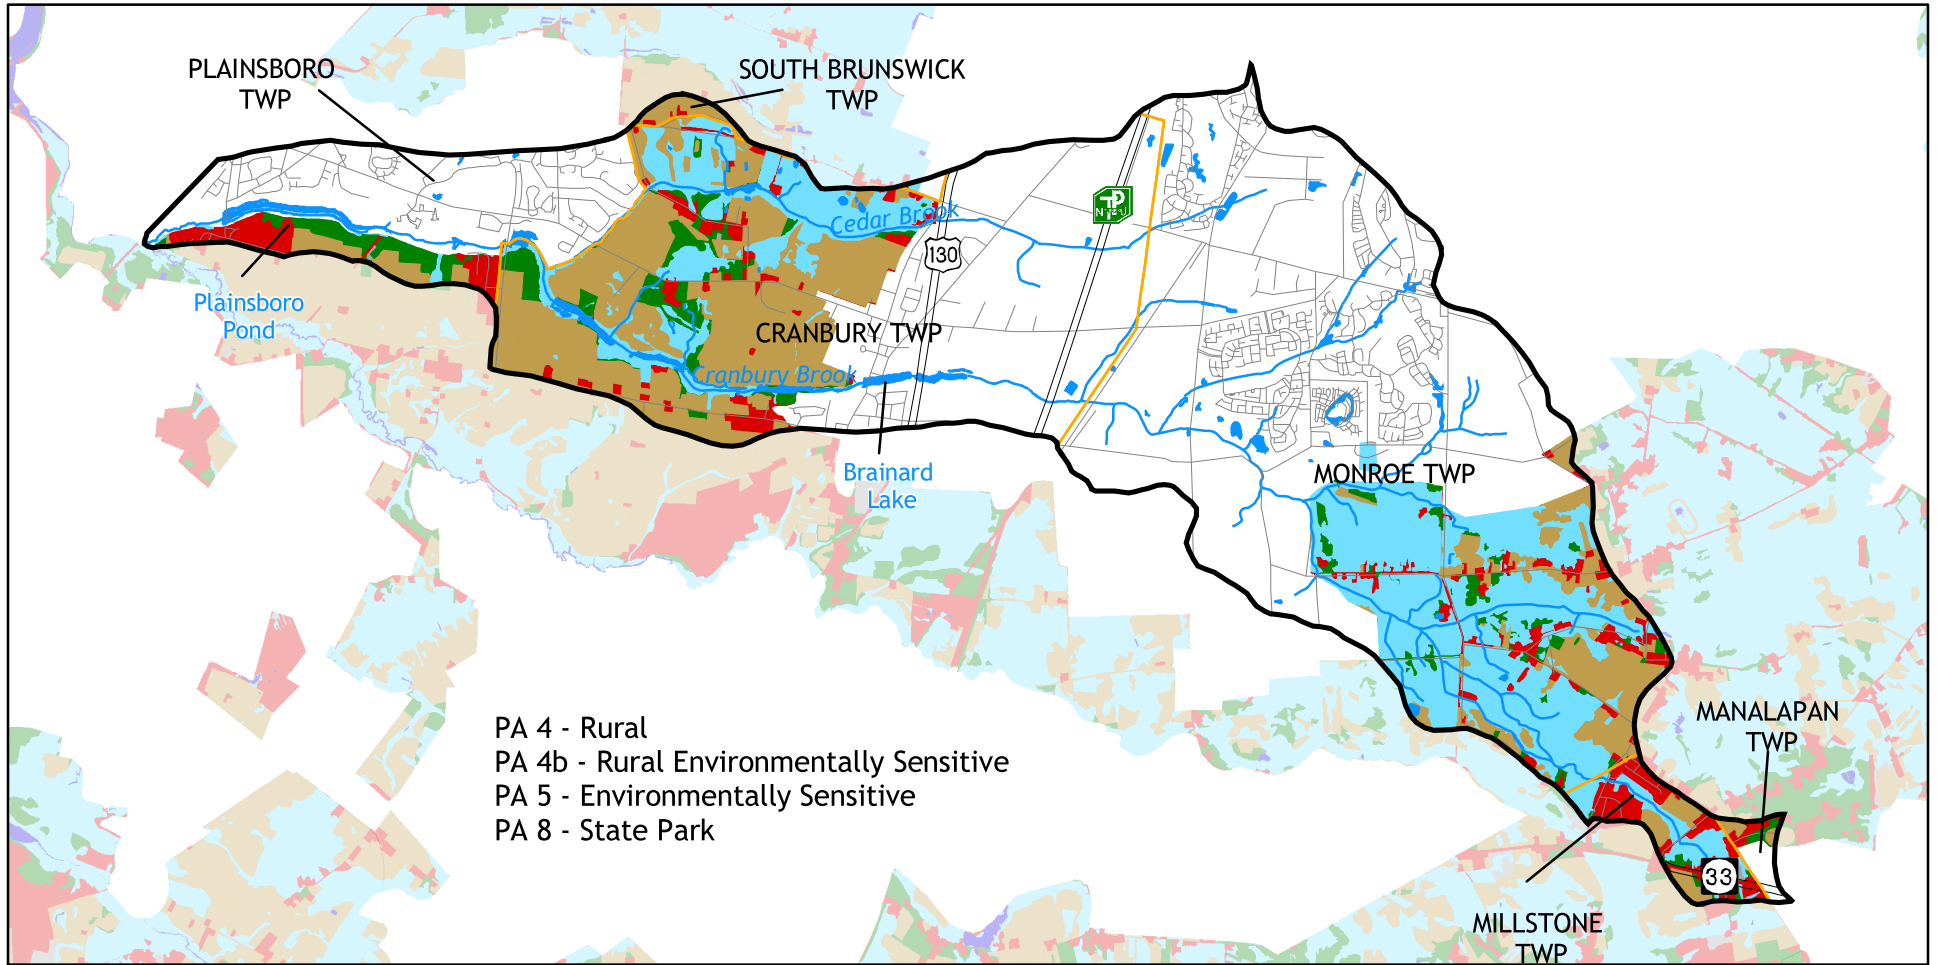 PLAINSBORO
TWP
SOUTH BRUNSWICK
TWP
Cedar Brook
130
Plainsboro
Pond
CRANBURY TWP
Cranbury Brook
Brainard
Lake
MONROE TWP
MANALAPAN
TWP
PA 4 - Rural
PA 4b - Rural Environmentally Sensitive
PA 5 - Environmentally Sensitive
PA 8 - State Park
33
MILLSTONE
TWP